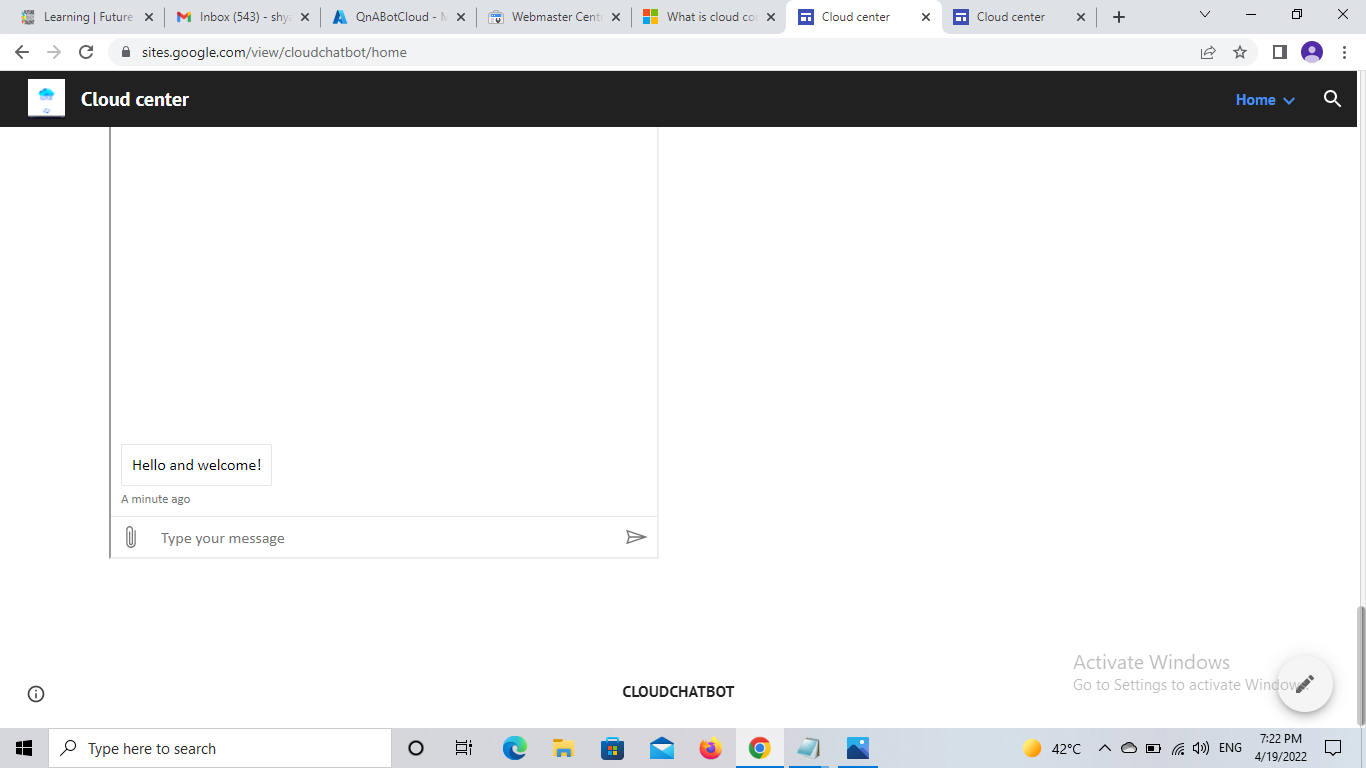 Learning | Future
Inbox (543) - shya
QnABotCloud - M
Webmaster Cent
What is cloud co
Cloud center
Cloud center
sites.google.com/view/cloudchatbot/home
Cloud center
Home
Hello and welcome!
A minute ago
Type your message
Activate Windows
Go to Settings to activate Windows.
CLOUDCHATBOT
Type here to search
42°C
ENG
7:22 PM
4/19/2022